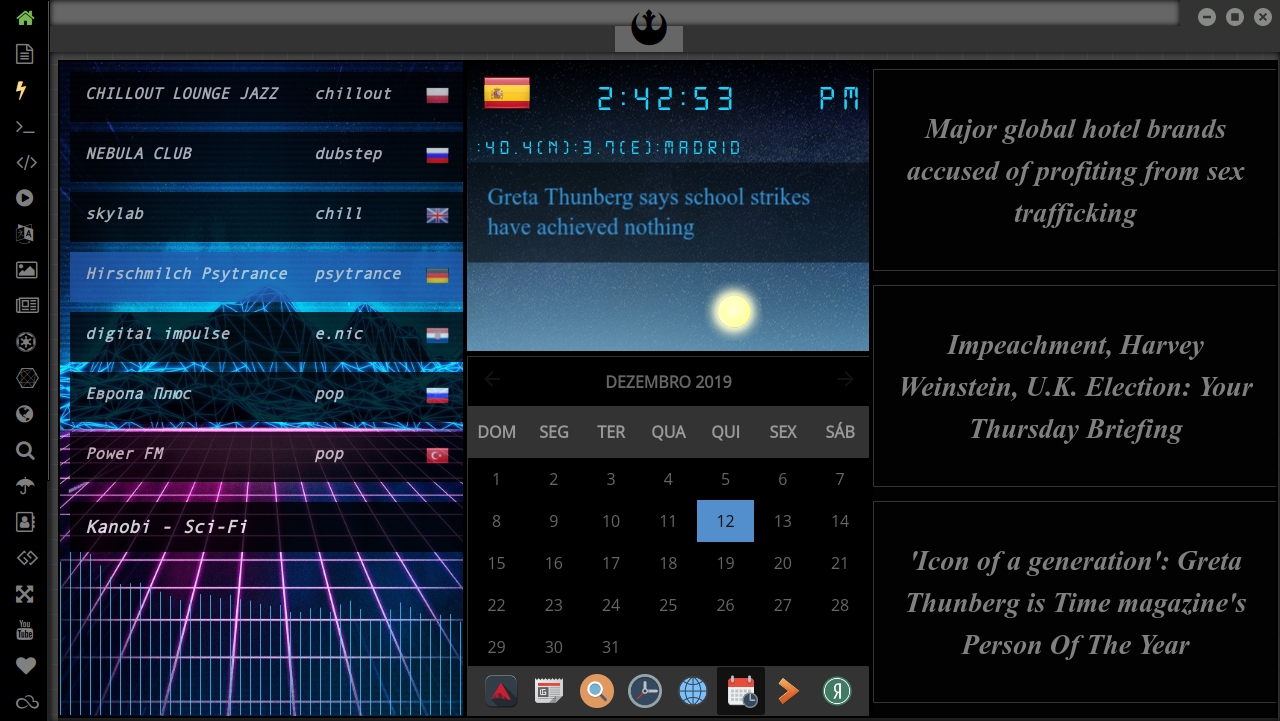 CHILLOUT LOUNGE JAZZ chillout
NEBULA CLUB dubstep
skylab chill
Hirschmilch Psytrance psytrance
digital impulse e.nic
Европа Плюс pop
Power FM pop
Kanobi - Sci-Fi
2:42:53 PM
:40.4(N):3.7(E):MADRID
Greta Thunberg says school strikes
have achieved nothing
DEZEMBRO 2019
DOM SEG TER QUA QUI SEX SÁB
1 2 3 4 5 6 7
8 9 10 11 12 13 14
15 16 17 18 19 20 21
22 23 24 25 26 27 28
29 30 31
Major global hotel brands
accused of profiting from sex
trafficking
Impeachment, Harvey
Weinstein, U.K. Election: Your
Thursday Briefing
'Icon of a generation': Greta
Thunberg is Time magazine's
Person Of The Year
You
Tube
Я